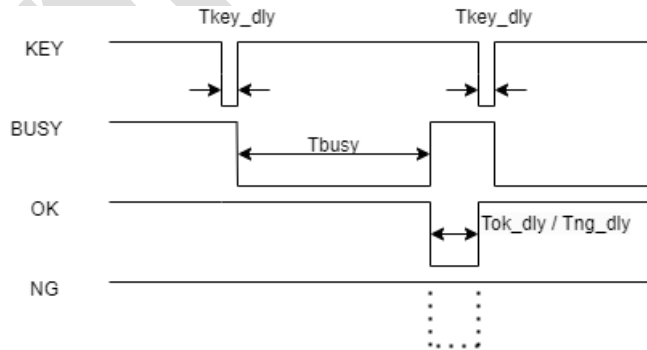 Tkey_dly Tkey_dly
KEY
BUSY
Tbusy
OK
Tok_dly / Tng_dly
NG